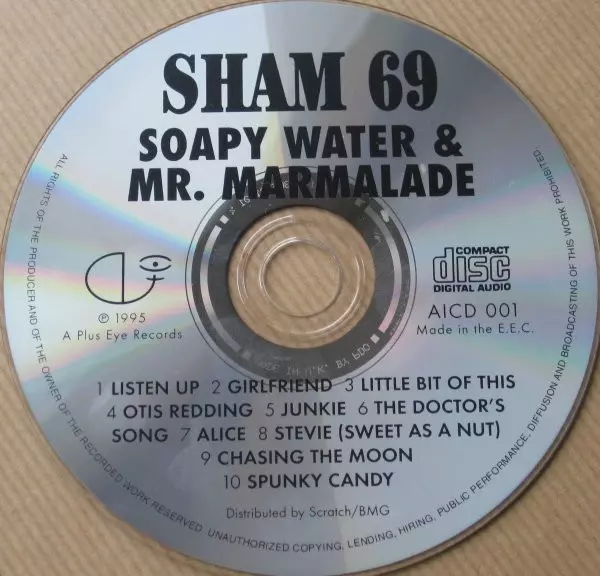 SHAM 69
SOAPY WATER &
MR. MARMALADE
COMPACT
disc
DIGITAL AUDIO
℗ 1995
A Plus Eye Records
AICD 001
Made in the E.E.C.
1 LISTEN UP 2 GIRLFRIEND 3 LITTLE BIT OF THIS
4 OTIS REDDING 5 JUNKIE 6 THE DOCTOR'S
SONG 7 ALICE 8 STEVIE (SWEET AS A NUT)
9 CHASING THE MOON
10 SPUNKY CANDY
Distributed by Scratch/BMG
ALL RIGHTS OF THE PRODUCER AND OF THE OWNER OF THE RECORDED WORK RESERVED UNAUTHORIZED COPYING, LENDING, HIRING, PUBLIC PERFORMANCE, DIFFUSION AND BROADCASTING OF THIS WORK PROHIBITED.
IN U.K. BY PDO